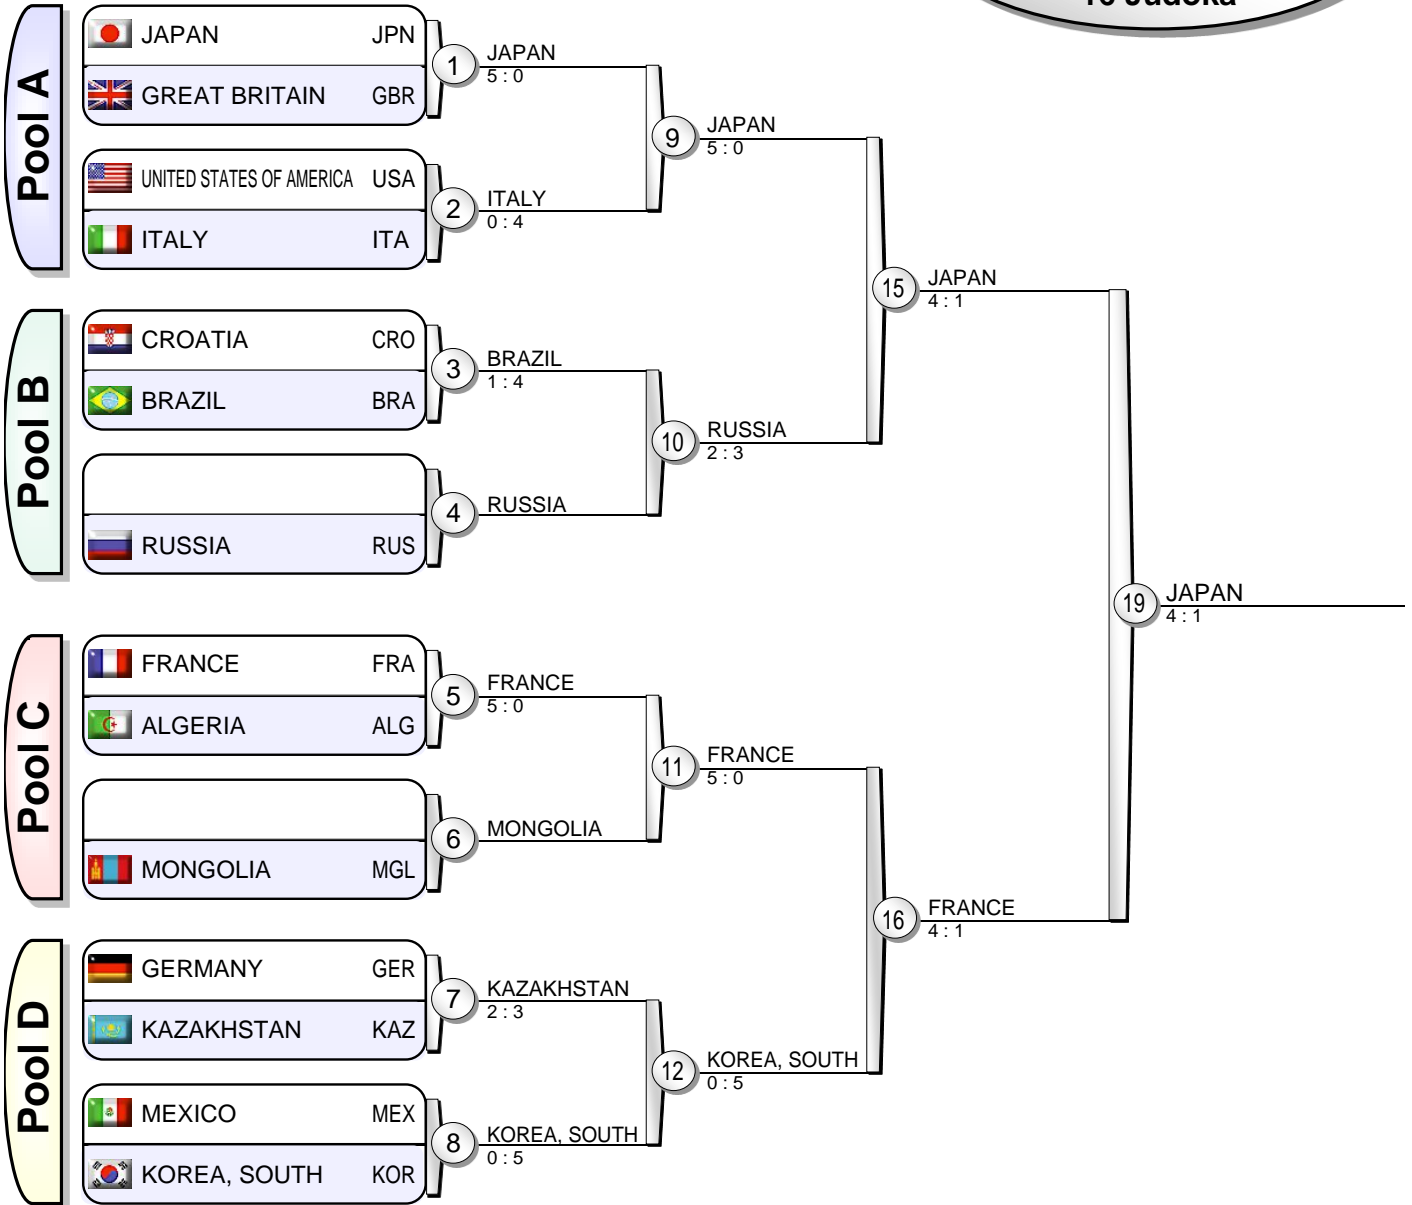 16 Judoka
Pool A
JAPAN JPN
GREAT BRITAIN GBR
UNITED STATES OF AMERICA USA
ITALY ITA
1 JAPAN
5 : 0
2 ITALY
0 : 4
9 JAPAN
5 : 0
Pool B
CROATIA CRO
BRAZIL BRA
RUSSIA RUS
3 BRAZIL
1 : 4
4 RUSSIA
10 RUSSIA
2 : 3
15 JAPAN
4 : 1
Pool C
FRANCE FRA
ALGERIA ALG
MONGOLIA MGL
5 FRANCE
5 : 0
6 MONGOLIA
11 FRANCE
5 : 0
Pool D
GERMANY GER
KAZAKHSTAN KAZ
MEXICO MEX
KOREA, SOUTH KOR
7 KAZAKHSTAN
2 : 3
8 KOREA, SOUTH
0 : 5
12 KOREA, SOUTH
0 : 5
16 FRANCE
4 : 1
19 JAPAN
4 : 1